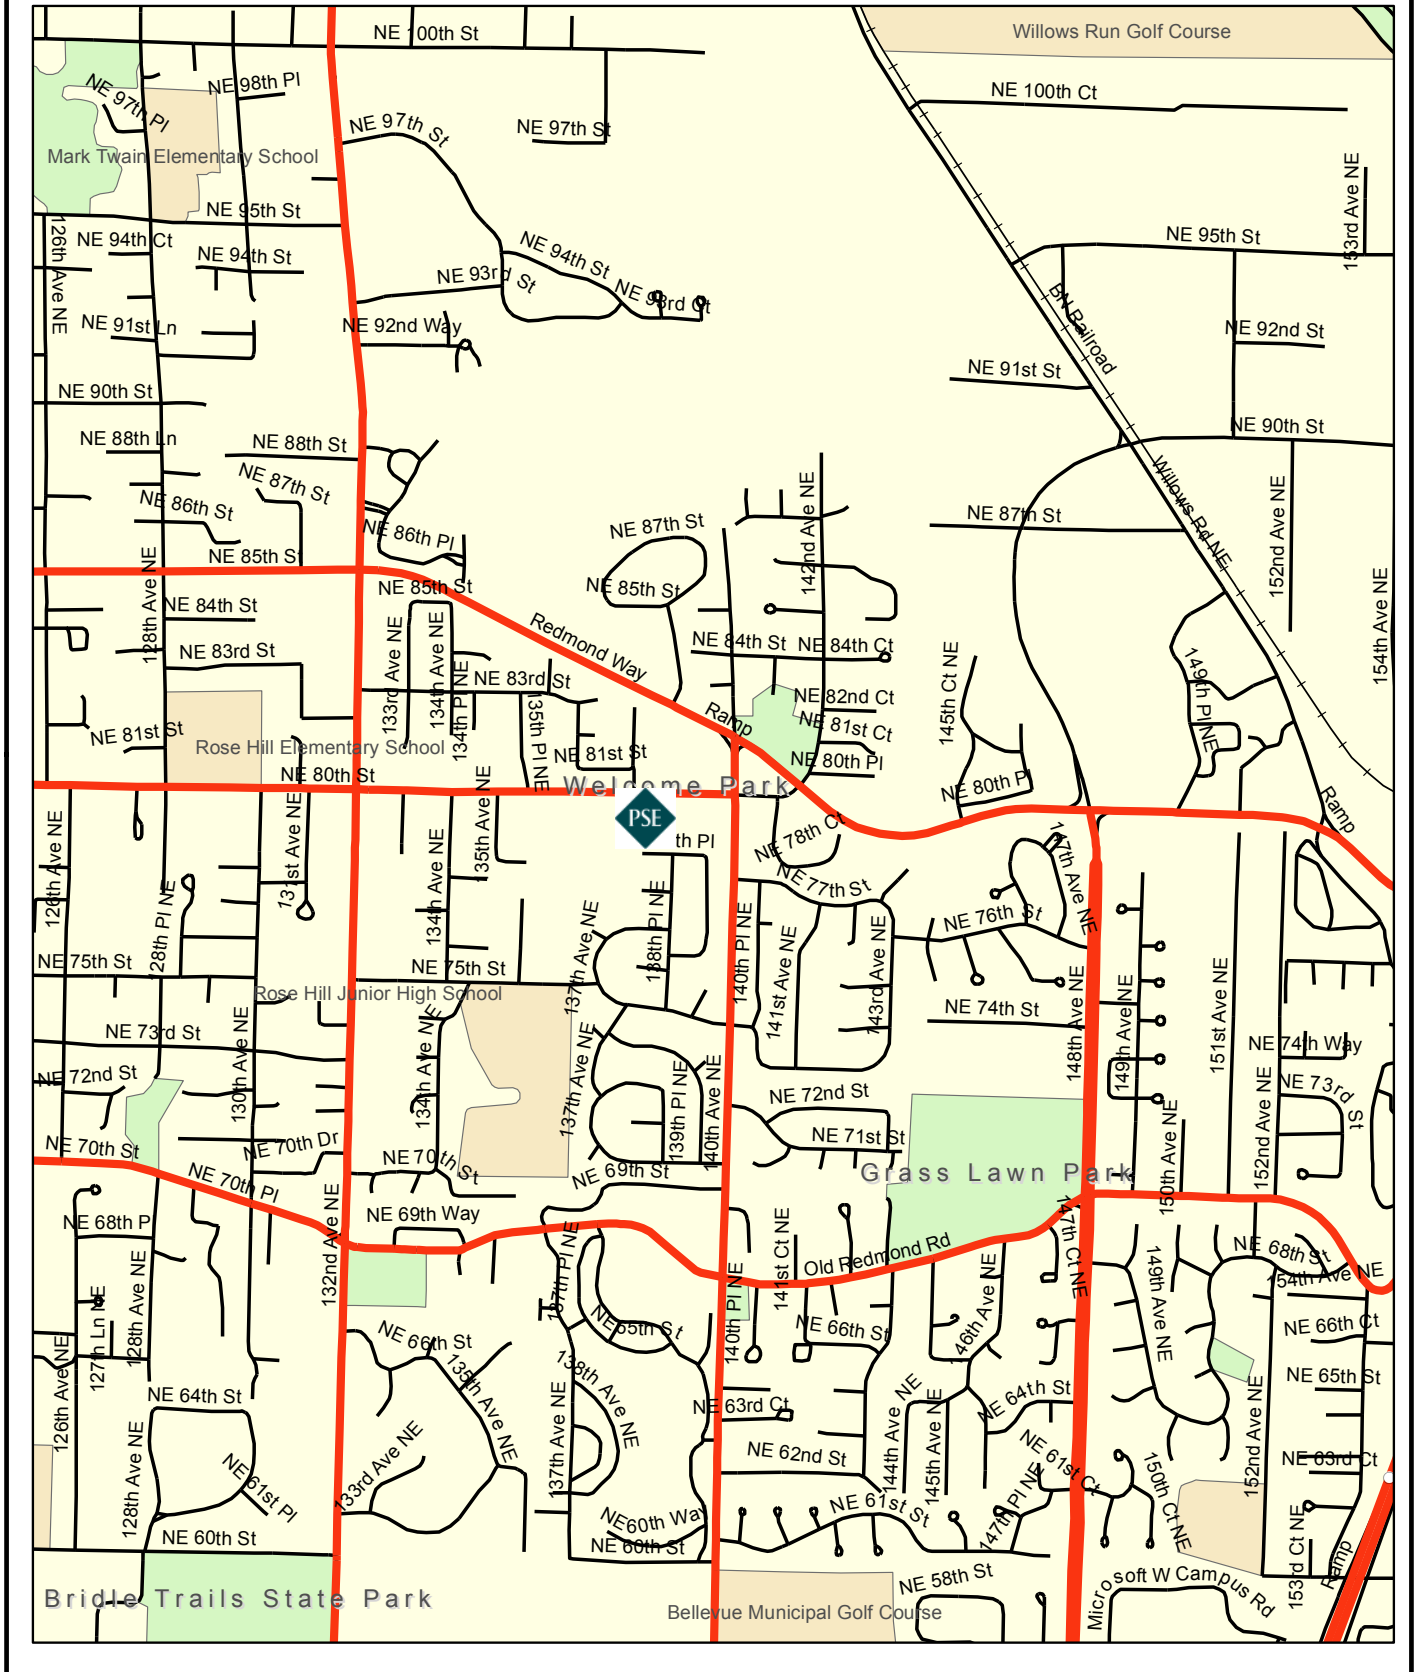 Willows Run Golf Course
NE 100th St
NE 98th Pl
NE 97th Pl
NE 100th Ct
NE 97th St
NE 97th St
Mark Twain Elementary School
153rd Ave NE
NE 95th St
126th Ave NE
NE 94th Ct
NE 94th St
NE 94th St
NE 95th St
NE 93rd St
NE 93rd Ct
BN Railroad
NE 91st Ln
NE 92nd Way
NE 92nd St
NE 91st St
NE 90th St
NE 90th St
NE 88th Ln
NE 88th St
NE 87th St
NE 86th St
Willows Rd NE
142nd Ave NE
152nd Ave NE
NE 87th St
NE 87th St
NE 86th Pl
NE 85th St
128th Ave NE
NE 85th St
NE 85th St
154th Ave NE
NE 84th St
133rd Ave NE
134th Ave NE
Redmond Way
NE 84th St
NE 84th Ct
145th Ct NE
149th Pl NE
NE 83rd St
134th Pl NE
NE 83rd St
135th Pl NE
NE 82nd Ct
Ramp
NE 81st Ct
NE 81st St
Rose Hill Elementary School
NE 81st St
NE 80th Pl
NE 80th St
Welcome Park
NE 80th Pl
Ramp
PSE
th Pl
126th Ave NE
131st Ave NE
135th Ave NE
NE 78th Ct
147th Ave NE
128th Pl NE
134th Ave NE
NE 77th St
137th Ave NE
138th Pl NE
140th Pl NE
141st Ave NE
143rd Ave NE
NE 76th St
NE 75th St
NE 75th St
Rose Hill Junior High School
148th Ave NE
149th Ave NE
151st Ave NE
NE 74th St
NE 73rd St
130th Ave NE
134th Ave NE
137th Ave NE
139th Pl NE
140th Ave NE
NE 74th Way
NE 72nd St
NE 72nd St
NE 73rd St
152nd Ave NE
150th Ave NE
NE 70th St
NE 70th Dr
NE 71st St
NE 70th St
NE 69th St
Grass Lawn Park
NE 70th Pl
132nd Ave NE
NE 69th Way
NE 68th P
137th Pl NE
141st Ct NE
Old Redmond Rd
147th Ct NE
149th Ave NE
NE 68th St
154th Ave NE
127th Ln NE
128th Ave NE
126th Ave NE
140th Pl NE
NE 65th St
NE 66th St
NE 66th St
146th Ave NE
NE 66th Ct
135th Ave NE
138th Ave NE
NE 65th St
NE 64th St
NE 64th St
128th Ave NE
133rd Ave NE
137th Ave NE
NE 63rd Ct
144th Ave NE
145th Ave NE
152nd Ave NE
NE 62nd St
NE 61st Ct
NE 63rd Ct
NE 61st Pl
NE 61st St
147th Pl NE
150th Ct NE
NE 60th Way
NE 60th St
NE 60th St
153rd Ct NE
Ramp
NE 58th St
Microsoft W Campus Rd
Bridle Trails State Park
Bellevue Municipal Golf Course